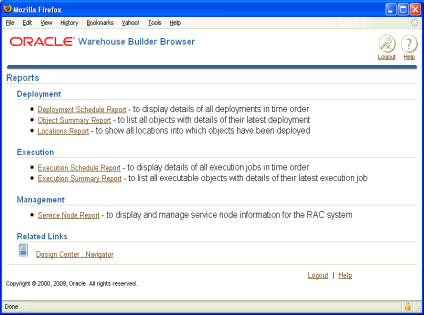 Mozilla Firefox
File Edit View History Bookmarks Yahoo! Tools Help
ORACLE Warehouse Builder Browser
Logout Help
Reports
Deployment
Deployment Schedule Report - to display details of all deployments in time order
Object Summary Report - to list all objects with details of their latest deployment
Locations Report - to show all locations into which objects have been deployed
Execution
Execution Schedule Report - to display details of all execution jobs in time order
Execution Summary Report - to list all executable objects with details of their latest execution job
Management
Service Node Report - to display and manage service node information for the RAC system
Related Links
Design Center : Navigator
Logout | Help
Copyright © 2000, 2009, Oracle. All rights reserved.
Done